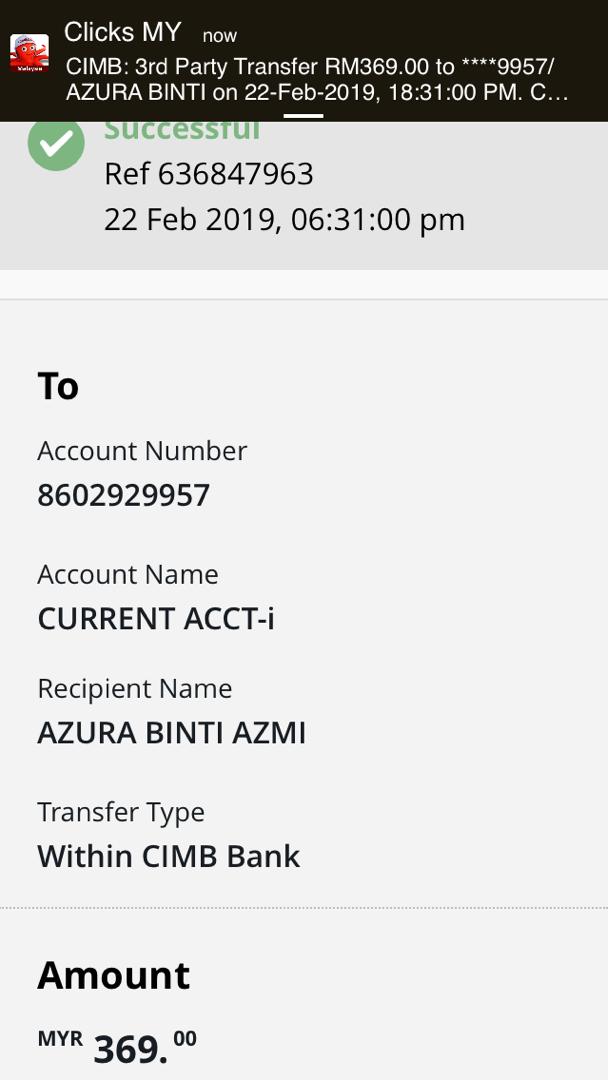 Clicks MY now
CIMB: 3rd Party Transfer RM369.00 to ****9957/
AZURA BINTI on 22-Feb-2019, 18:31:00 PM. C...
Successful
Ref 636847963
22 Feb 2019, 06:31:00 pm
To
Account Number
8602929957
Account Name
CURRENT ACCT-i
Recipient Name
AZURA BINTI AZMI
Transfer Type
Within CIMB Bank
Amount
MYR 369.00